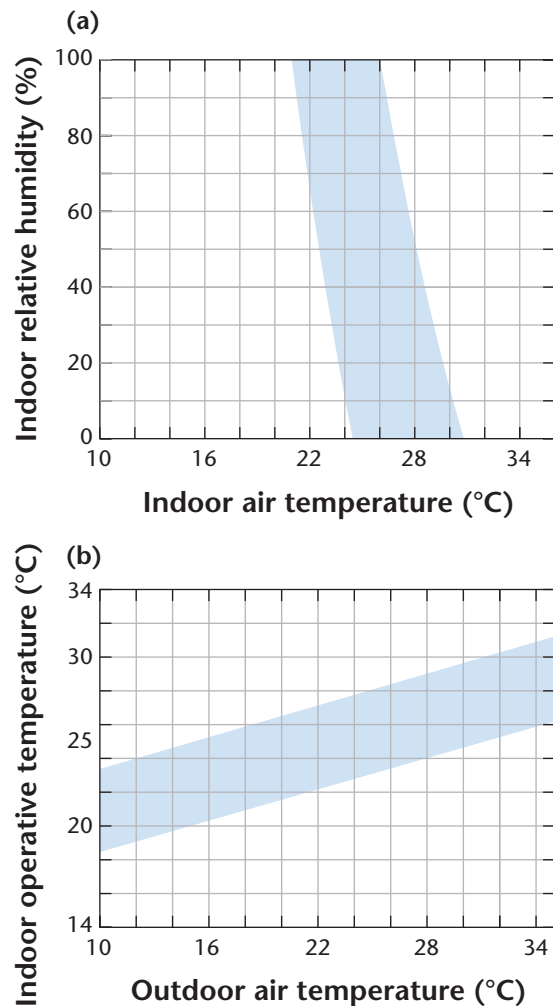 (a)
Indoor relative humidity (%)
100
80
60
40
20
0
10 16 22 28 34
Indoor air temperature (°C)
(b)
Indoor operative temperature (°C)
34
30
25
20
14
10 16 22 28 34
Outdoor air temperature (°C)